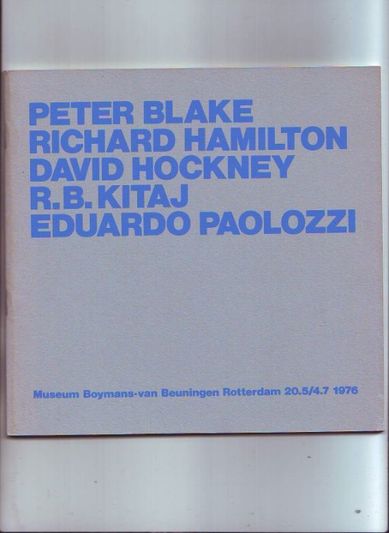 PETER BLAKE
RICHARD HAMILTON
DAVID HOCKNEY
R.B. KITAJ
EDUARDO PAOLOZZI
Museum Boymans-van Beuningen Rotterdam 20.5/4.7 1976